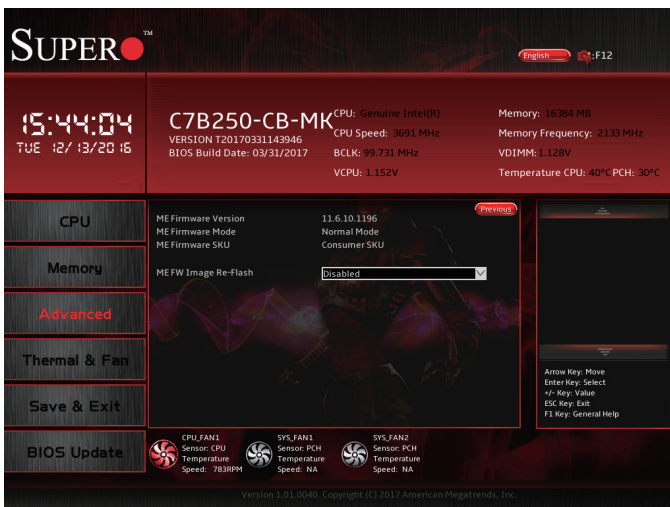 SUPER TM
English :F12
15:44:04
TUE 12/13/2016
C7B250-CB-MK
VERSION T20170331143946
BIOS Build Date: 03/31/2017
CPU: Genuine Intel(R)
CPU Speed: 3691 MHz
BCLK: 99.731 MHz
VCPU: 1.152V
Memory: 16384 MB
Memory Frequency: 2133 MHz
VDIMM: 1.128V
Temperature CPU: 40°C PCH: 30°C
CPU
Memory
Advanced
Thermal & Fan
Save & Exit
BIOS Update
Previous
ME Firmware Version 11.6.10.1196
ME Firmware Mode Normal Mode
ME Firmware SKU Consumer SKU
ME FW Image Re-Flash Disabled
Arrow Key: Move
Enter Key: Select
+/- Key: Value
ESC Key: Exit
F1 Key: General Help
CPU_FAN1
Sensor: CPU
Temperature
Speed: 783RPM
SYS_FAN1
Sensor: PCH
Temperature
Speed: NA
SYS_FAN2
Sensor: PCH
Temperature
Speed: NA
Version 1.01.0040. Copyright (C) 2017 American Megatrends, Inc.